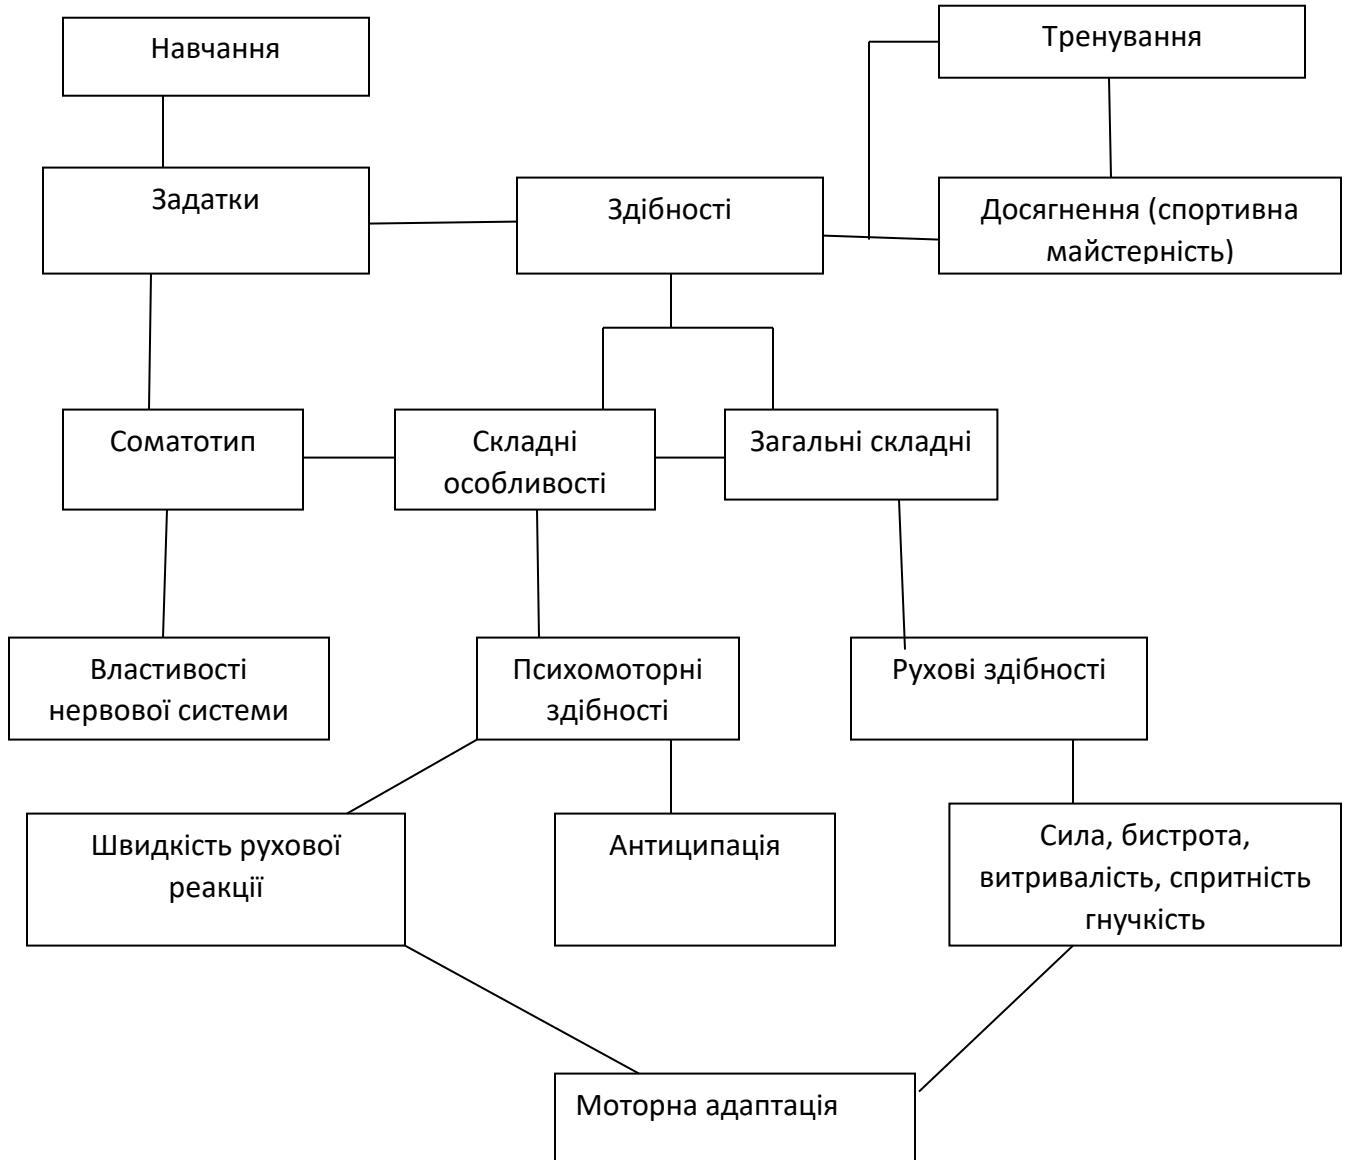 Навчання
Тренування
Задатки
Здібності
Досягнення (спортивна
майстерність)
Соматотип
Складні
особливості
Загальні складні
Властивості
нервової системи
Психомоторні
здібності
Рухові здібності
Швидкість рухової
реакції
Антиципація
Сила, бистрота,
витривалість, спритність
гнучкість
Моторна адаптація